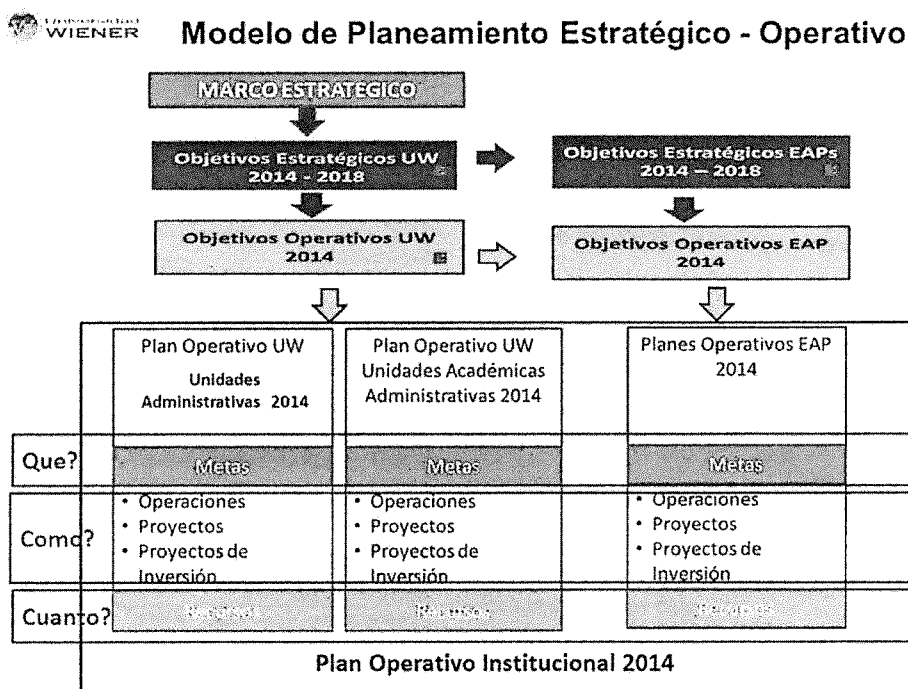 Universidad
WIENER
Modelo de Planeamiento Estratégico - Operativo
MARCO ESTRATEGICO
Objetivos Estratégicos UW
2014 - 2018
Objetivos Estratégicos EAPs
2014 – 2018
Objetivos Operativos UW
2014
Objetivos Operativos EAP
2014
Plan Operativo UW
Unidades
Administrativas 2014
Plan Operativo UW
Unidades Académicas
Administrativas 2014
Planes Operativos EAP
2014
Que?
Metas
Metas
Metas
Como?
• Operaciones
• Proyectos
• Proyectos de
Inversión
• Operaciones
• Proyectos
• Proyectos de
Inversión
• Operaciones
• Proyectos
• Proyectos de
Inversión
Cuanto?
Recursos
Plan Operativo Institucional 2014